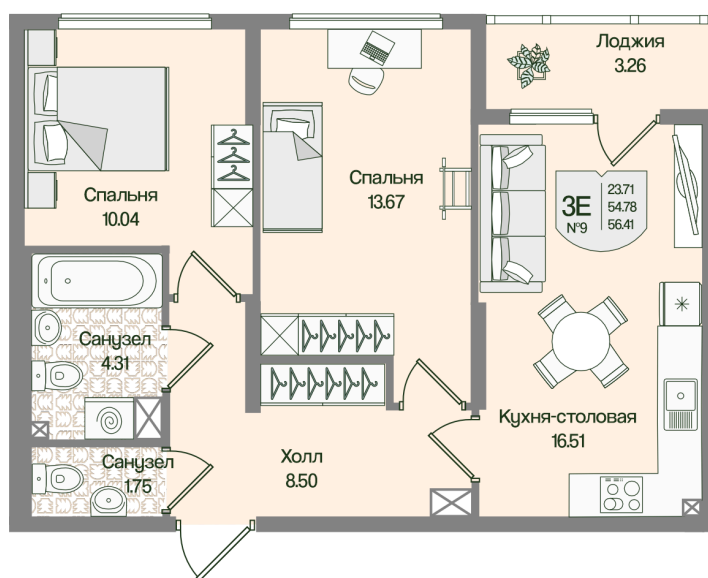 Лоджия
3.26
Спальня
10.04
Спальня
13.67
3Е
№9
23.71
54.78
56.41
Санузел
4.31
Кухня-столовая
16.51
Санузел
1.75
Холл
8.50